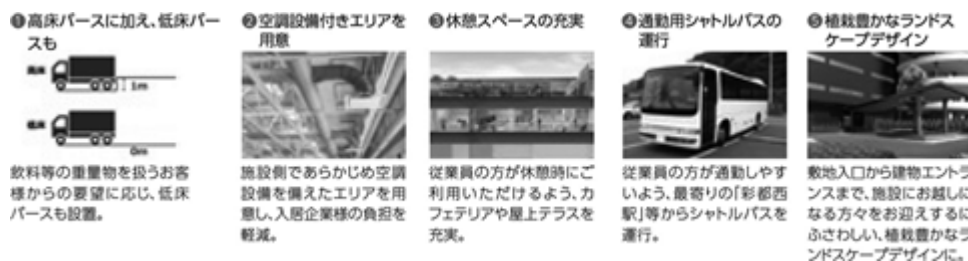 ❶高床バースに加え、低床バー
スも
高床
1m
低床
0m
飲料等の重量物を扱うお客
様からの要望に応じ、低床
バースも設置。
❷空調設備付きエリアを
用意
施設側であらかじめ空調
設備を備えたエリアを用
意し、入居企業様の負担を
軽減。
❸休憩スペースの充実
従業員の方が休憩時にご
利用いただけるよう、カ
フェテリアや屋上テラスを
充実。
❹通勤用シャトルバスの
運行
従業員の方が通勤しやす
いよう、最寄りの「彩都西
駅」等からシャトルバスを
運行。
❺植栽豊かなランドス
ケープデザイン
敷地入口から建物エントラ
ンスまで、施設にお越しに
なる方々をお迎えするに
ふさわしい、植栽豊かなラ
ンドスケープデザインに。